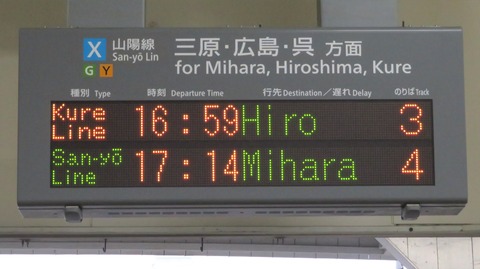 X 山陽線 三原・広島・呉 方面
San-yō Lin
G Y for Mihara, Hiroshima, Kure
種別 Type 時刻 Departure Time 行先 Destination／遅れ Delay のりば Track
Kure Line 16:59 Hiro 3
San-yō Line 17:14 Mihara 4